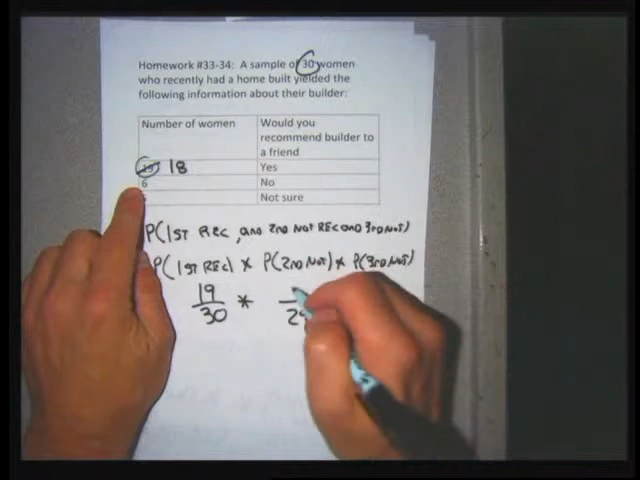 Homework #33-34: A sample of 30 women
who recently had a home built yielded the
following information about their builder:
Number of women
Would you
recommend builder to
a friend
18 Yes
6 No
Not sure
P(1ST REC, and 2ND NOT REC and 3RD NOT)
P(1ST REC) * P(2ND NOT) * P(3RD NOT)
19
30 *